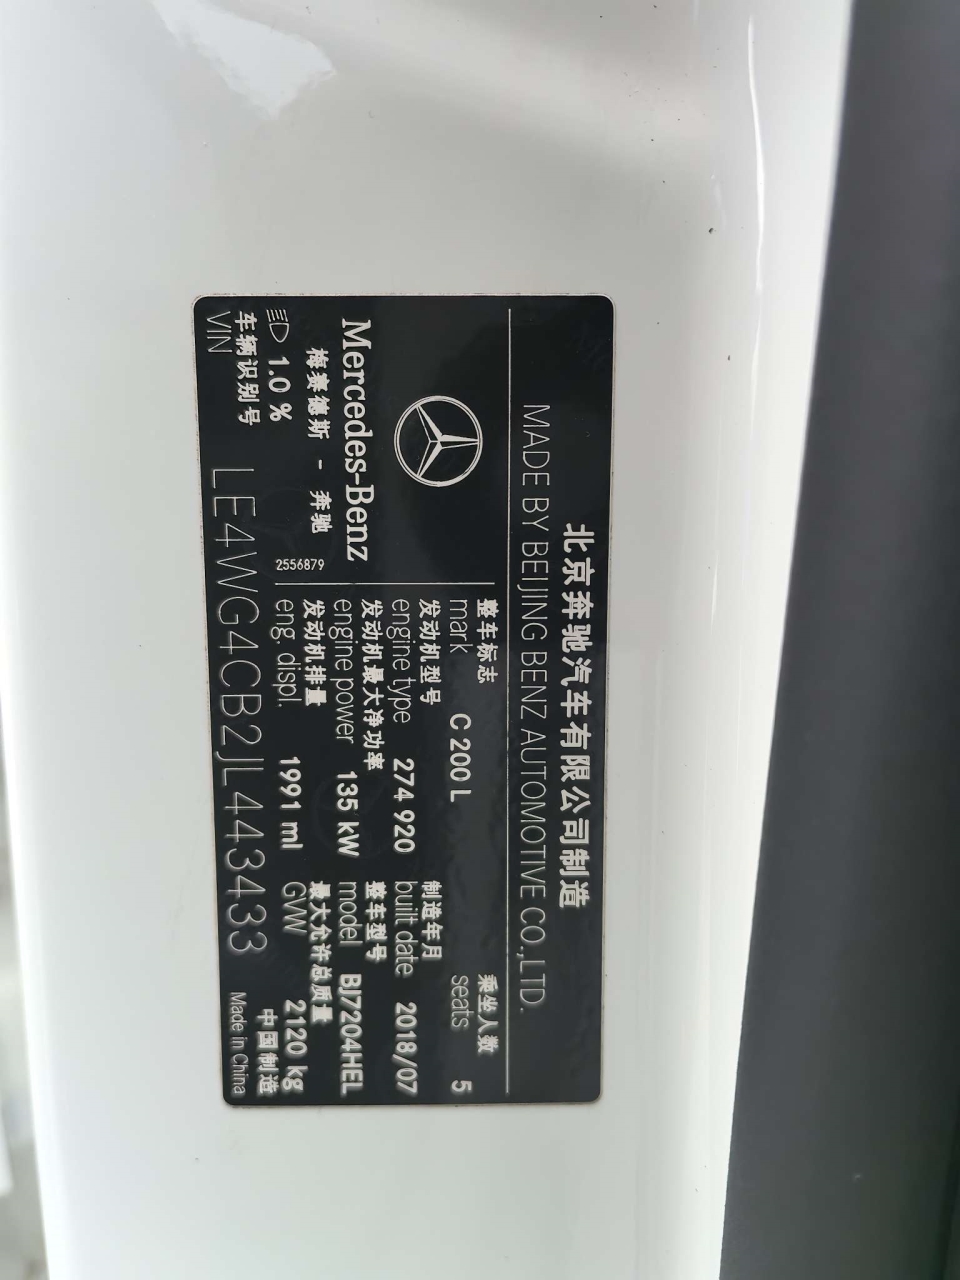 北京奔驰汽车有限公司制造
MADE BY BEIJING BENZ AUTOMOTIVE CO.,LTD.
Mercedes-Benz
梅赛德斯 - 奔驰
2556879
1.0 %
整车标志
mark C 200 L
乘坐人数
seats 5
发动机型号
engine type 274 920
制造年月
built date 2018/07
发动机最大净功率
engine power 135 kW
整车型号
model BJ7204HEL
发动机排量
eng. displ. 1991 ml
最大允许总质量
GVW 2120 kg
车辆识别号
VIN LE4WG4CB2JL443433
中国制造
Made in China